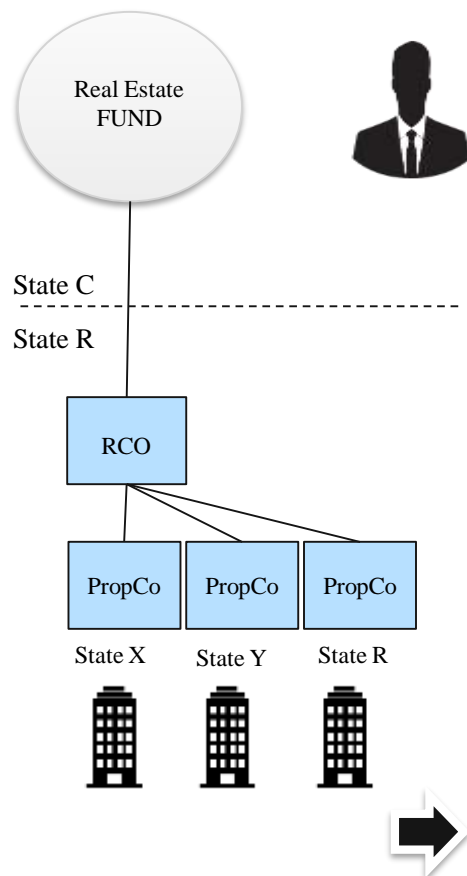 Real Estate
FUND
State C
State R
RCO
PropCo PropCo PropCo
State X State Y State R